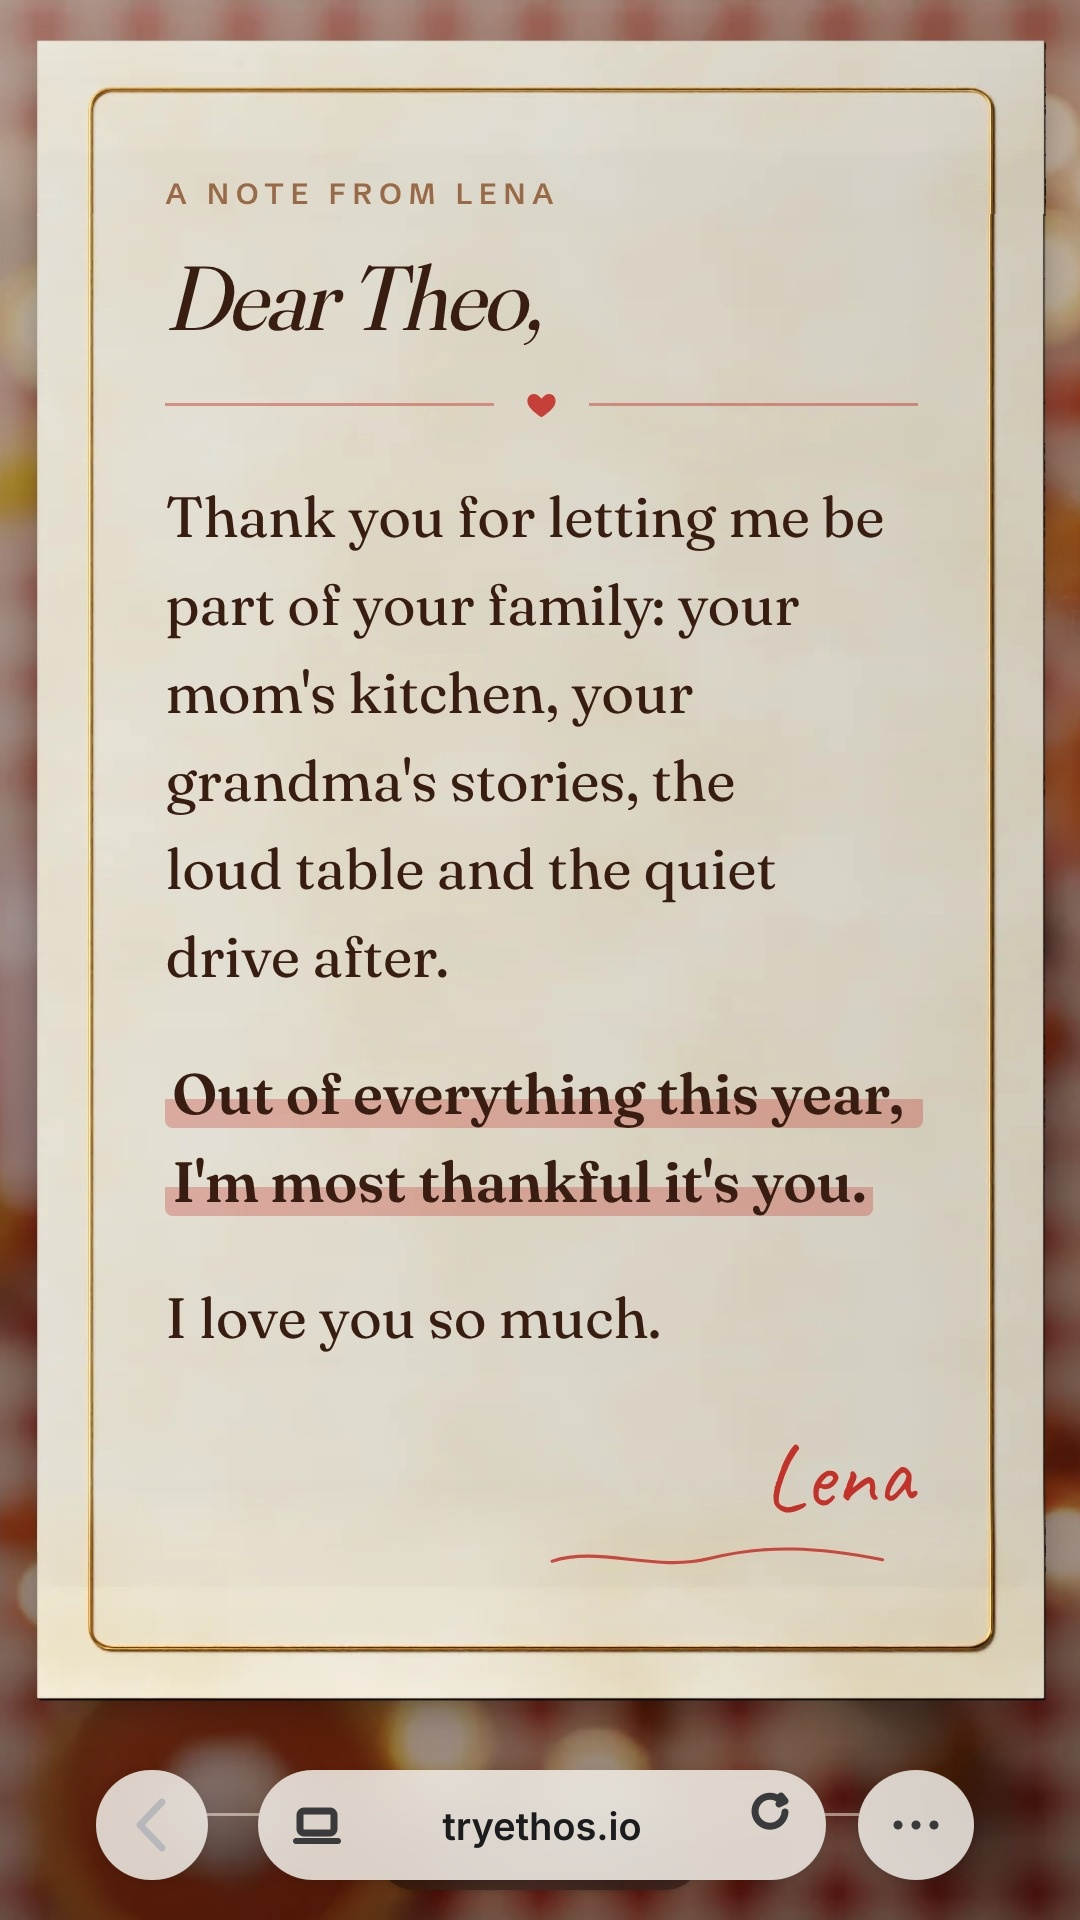 A NOTE FROM LENA
Dear Theo,
Thank you for letting me be
part of your family: your
mom's kitchen, your
grandma's stories, the
loud table and the quiet
drive after.
Out of everything this year,
I'm most thankful it's you.
I love you so much.
Lena
tryethos.io